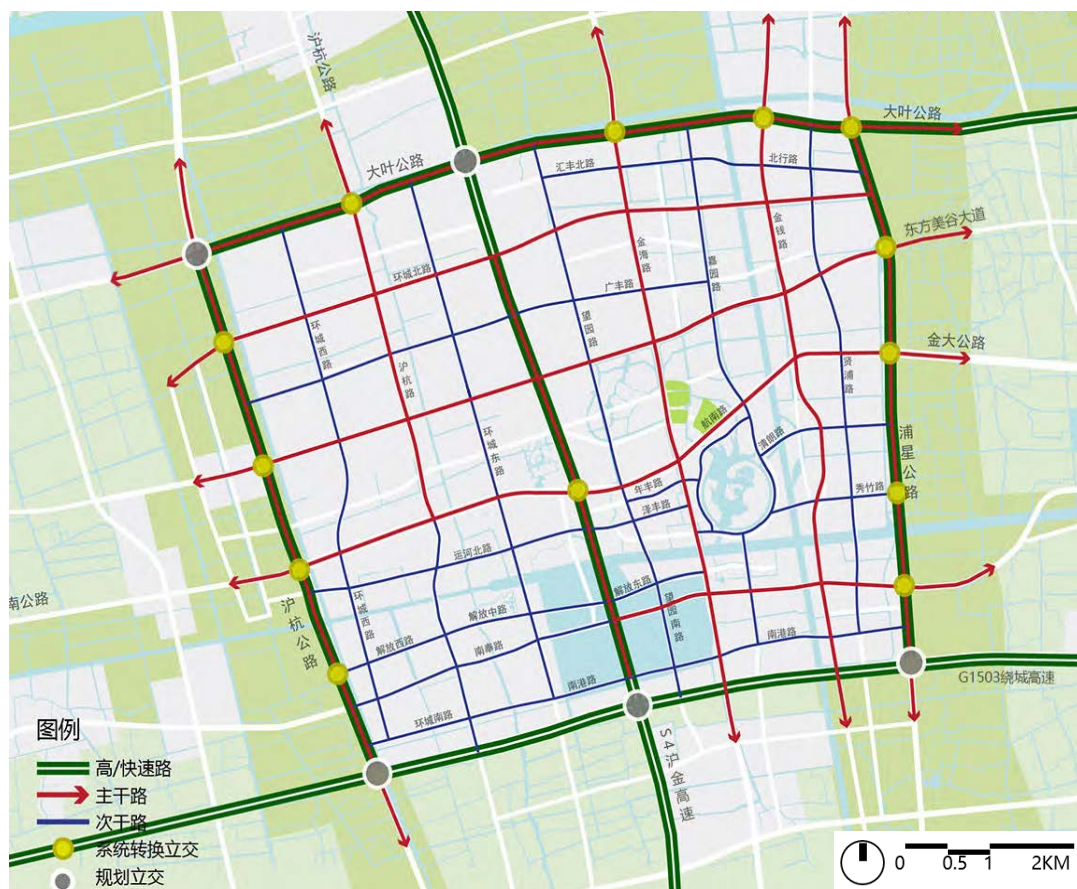 沪杭公路
大叶公路
大叶公路
汇丰北路
北行路
金钱路
东方美谷大道
金海路
嘉园路
环城北路
广丰路
望园路
环城西路
沪杭路
金大公路
贤浦路
航南路
清朗路
浦星公路
环城东路
年丰路
秀竹路
泽丰路
运河北路
南公路
解放东路
环城西路
解放中路
望园南路
沪杭公路
解放西路
南奉路
南港路
南港路
G1503绕城高速
环城南路
S4沪金高速
图例
高/快速路
主干路
次干路
系统转换立交
规划立交
0 0.5 1 2KM